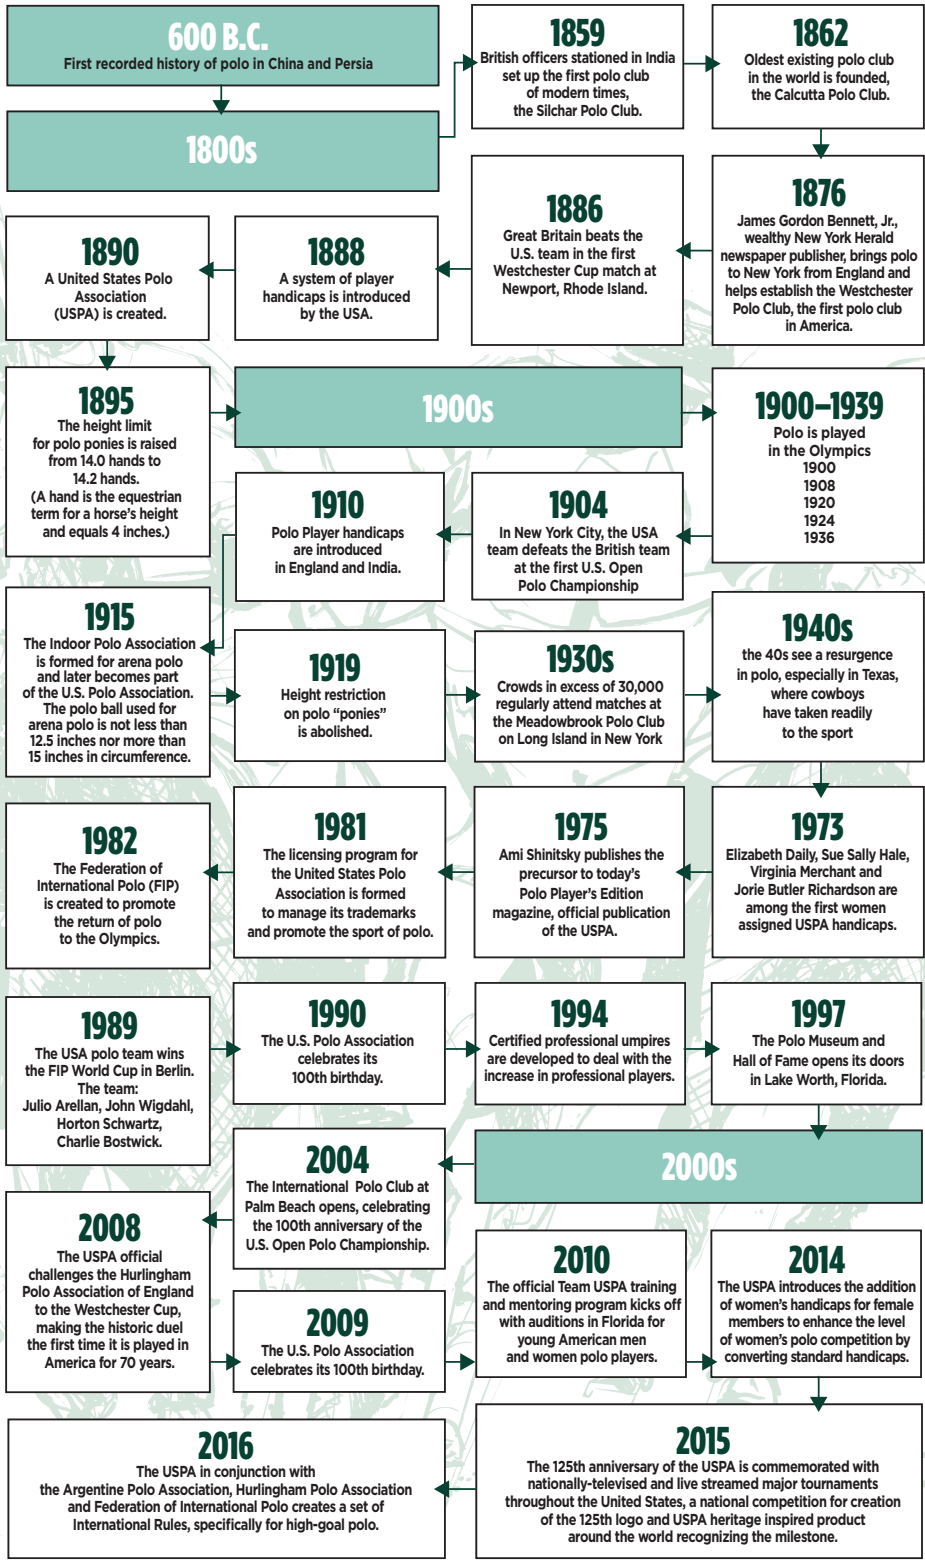 600 B.C.
First recorded history of polo in China and Persia
1800s
1859
British officers stationed in India
set up the first polo club
of modern times,
the Silchar Polo Club.
1862
Oldest existing polo club
in the world is founded,
the Calcutta Polo Club.
1876
James Gordon Bennett, Jr.,
wealthy New York Herald
newspaper publisher, brings polo
to New York from England and
helps establish the Westchester
Polo Club, the first polo club
in America.
1886
Great Britain beats the
U.S. team in the first
Westchester Cup match at
Newport, Rhode Island.
1888
A system of player
handicaps is introduced
by the USA.
1890
A United States Polo
Association
(USPA) is created.
1895
The height limit
for polo ponies is raised
from 14.0 hands to
14.2 hands.
(A hand is the equestrian
term for a horse's height
and equals 4 inches.)
1900s
1900–1939
Polo is played
in the Olympics
1900
1908
1920
1924
1936
1904
In New York City, the USA
team defeats the British team
at the first U.S. Open
Polo Championship
1910
Polo Player handicaps
are introduced
in England and India.
1915
The Indoor Polo Association
is formed for arena polo
and later becomes part
of the U.S. Polo Association.
The polo ball used for
arena polo is not less than
12.5 inches nor more than
15 inches in circumference.
1919
Height restriction
on polo “ponies”
is abolished.
1930s
Crowds in excess of 30,000
regularly attend matches at
the Meadowbrook Polo Club
on Long Island in New York
1940s
the 40s see a resurgence
in polo, especially in Texas,
where cowboys
have taken readily
to the sport
1973
Elizabeth Daily, Sue Sally Hale,
Virginia Merchant and
Jorie Butler Richardson are
among the first women
assigned USPA handicaps.
1975
Ami Shinitsky publishes the
precursor to today's
Polo Player's Edition
magazine, official publication
of the USPA.
1981
The licensing program for
the United States Polo
Association is formed
to manage its trademarks
and promote the sport of polo.
1982
The Federation of
International Polo (FIP)
is created to promote
the return of polo
to the Olympics.
1989
The USA polo team wins
the FIP World Cup in Berlin.
The team:
Julio Arellan, John Wigdahl,
Horton Schwartz,
Charlie Bostwick.
1990
The U.S. Polo Association
celebrates its
100th birthday.
1994
Certified professional umpires
are developed to deal with the
increase in professional players.
1997
The Polo Museum and
Hall of Fame opens its doors
in Lake Worth, Florida.
2000s
2004
The International Polo Club at
Palm Beach opens, celebrating
the 100th anniversary of the
U.S. Open Polo Championship.
2008
The USPA official
challenges the Hurlingham
Polo Association of England
to the Westchester Cup,
making the historic duel
the first time it is played in
America for 70 years.
2009
The U.S. Polo Association
celebrates its 100th birthday.
2010
The official Team USPA training
and mentoring program kicks off
with auditions in Florida for
young American men
and women polo players.
2014
The USPA introduces the addition
of women's handicaps for female
members to enhance the level
of women's polo competition by
converting standard handicaps.
2015
The 125th anniversary of the USPA is commemorated with
nationally-televised and live streamed major tournaments
throughout the United States, a national competition for creation
of the 125th logo and USPA heritage inspired product
around the world recognizing the milestone.
2016
The USPA in conjunction with
the Argentine Polo Association, Hurlingham Polo Association
and Federation of International Polo creates a set of
International Rules, specifically for high-goal polo.